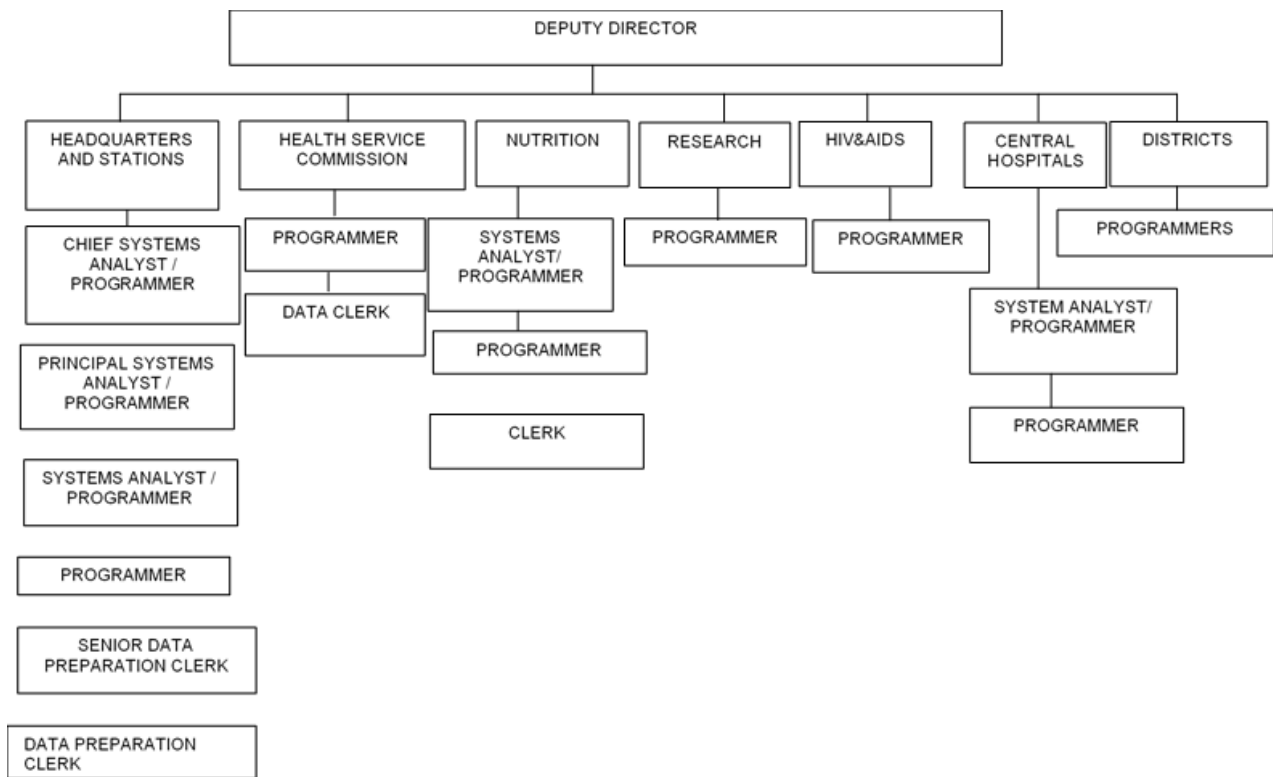 DEPUTY DIRECTOR
HEADQUARTERS
AND STATIONS
HEALTH SERVICE
COMMISSION
NUTRITION
RESEARCH
HIV&AIDS
CENTRAL
HOSPITALS
DISTRICTS
CHIEF SYSTEMS
ANALYST /
PROGRAMMER
PRINCIPAL SYSTEMS
ANALYST /
PROGRAMMER
SYSTEMS ANALYST /
PROGRAMMER
PROGRAMMER
SENIOR DATA
PREPARATION CLERK
DATA PREPARATION
CLERK
PROGRAMMER
DATA CLERK
SYSTEMS
ANALYST/
PROGRAMMER
PROGRAMMER
CLERK
PROGRAMMER
PROGRAMMER
SYSTEM ANALYST/
PROGRAMMER
PROGRAMMER
PROGRAMMERS